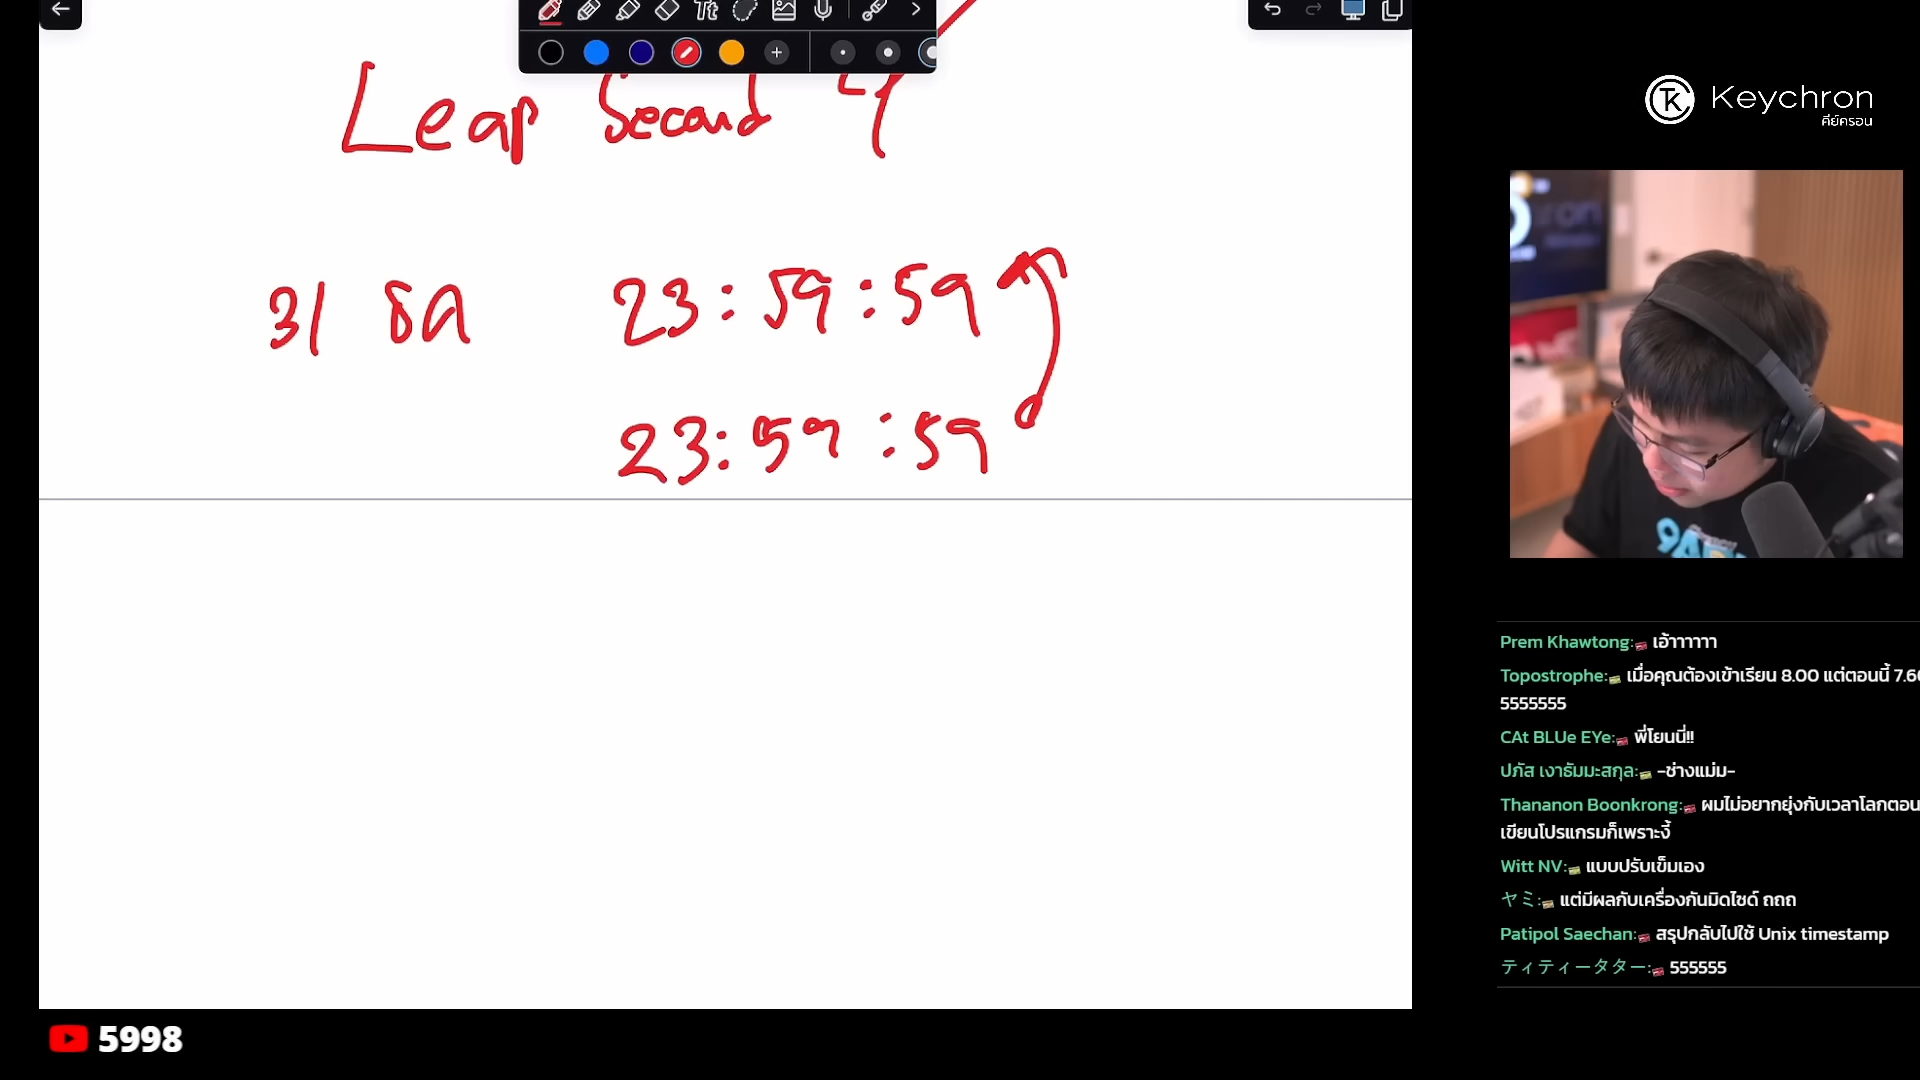 Tt
Leap Second
31 ธค 23:59:59
23:59:59
Keychron
คีย์ครอน
Prem Khawtong: เอ้าาาาาา
Topostrophe: เมื่อคุณต้องเข้าเรียน 8.00 แต่ตอนนี้
5555555
CAt BLUe EYe: พี่โยนนี่!!
ปภัส เงาธัมมะสกุล: -ช่างแม่ม-
Thananon Boonkrong: ผมไม่อยากยุ่งกับเวลาโลกตอน
เขียนโปรแกรมก็เพราะงี้
Witt NV: แบบปรับเข็มเอง
ヤミ: แต่มีผลกับเครื่องกันมิดไซด์ ถถถ
Patipol Saechan: สรุปกลับไปใช้ Unix timestamp
ティティータター: 555555
5998